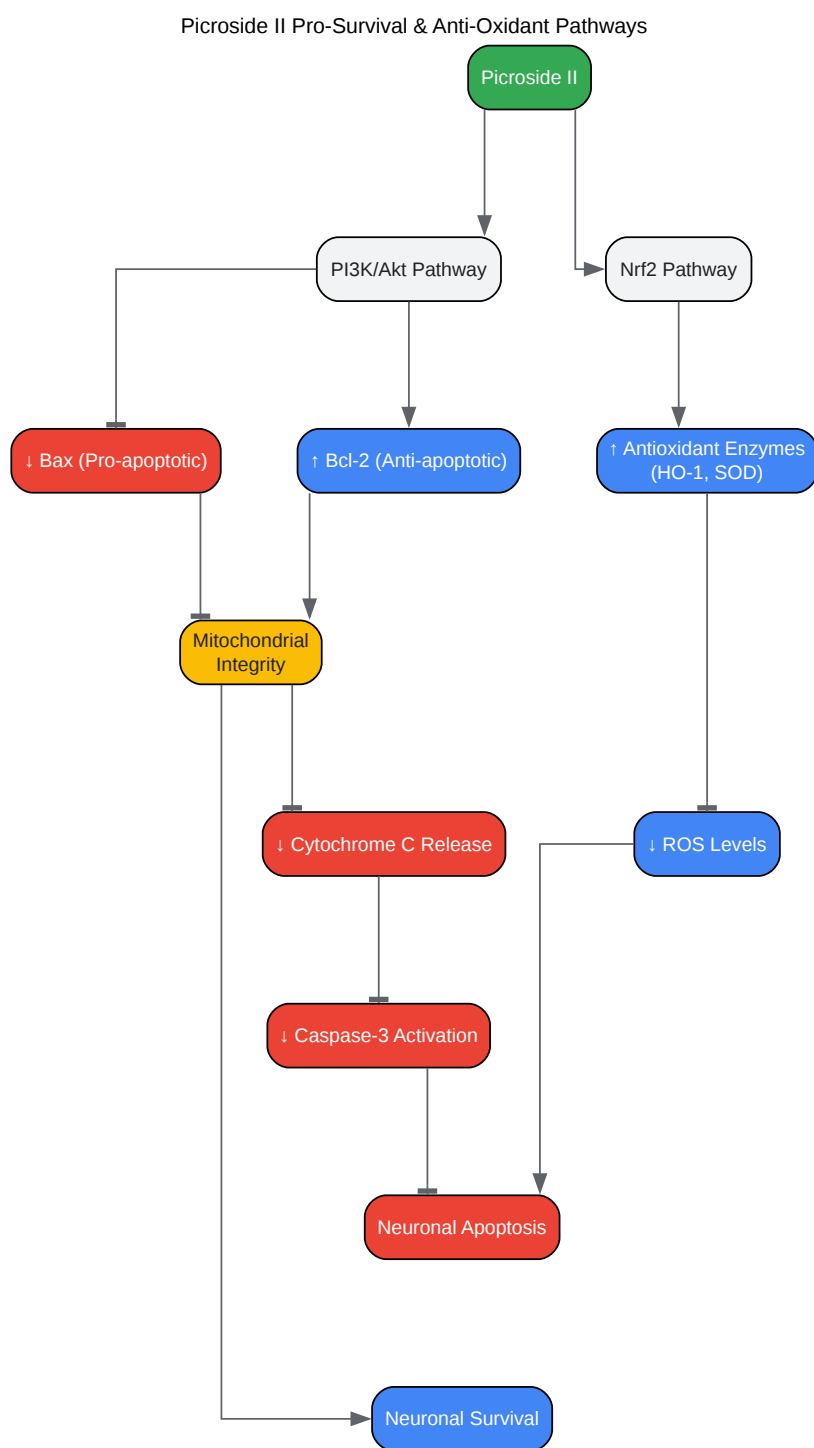 Picroside II Pro-Survival & Anti-Oxidant Pathways
Picroside II
PI3K/Akt Pathway
Nrf2 Pathway
↓ Bax (Pro-apoptotic)
↑ Bcl-2 (Anti-apoptotic)
↑ Antioxidant Enzymes
(HO-1, SOD)
Mitochondrial
Integrity
↓ Cytochrome C Release
↓ ROS Levels
↓ Caspase-3 Activation
Neuronal Apoptosis
Neuronal Survival